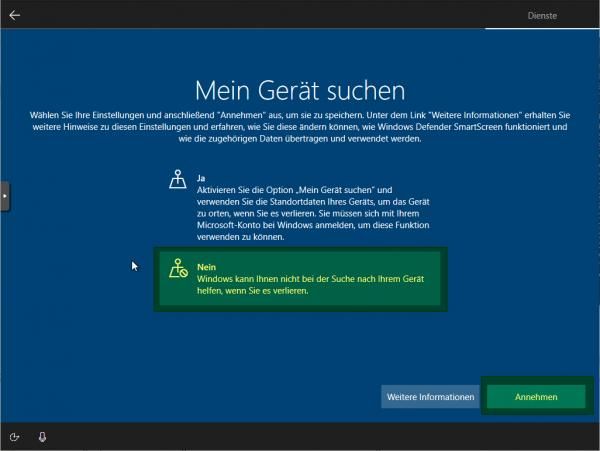 Dienste
Mein Gerät suchen
Wählen Sie Ihre Einstellungen und anschließend "Annehmen" aus, um sie zu speichern. Unter dem Link "Weitere Informationen" erhalten Sie
weitere Hinweise zu diesen Einstellungen und erfahren, wie Sie diese ändern können, wie Windows Defender SmartScreen funktioniert und
wie die zugehörigen Daten übertragen und verwendet werden.
Ja
Aktivieren Sie die Option „Mein Gerät suchen" und
verwenden Sie die Standortdaten Ihres Geräts, um das Gerät
zu orten, wenn Sie es verlieren. Sie müssen sich mit Ihrem
Microsoft-Konto bei Windows anmelden, um diese Funktion
verwenden zu können.
Nein
Windows kann Ihnen nicht bei der Suche nach Ihrem Gerät
helfen, wenn Sie es verlieren.
Weitere Informationen
Annehmen